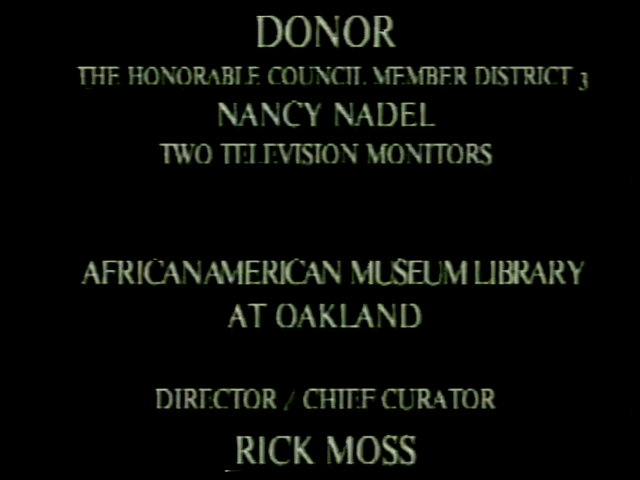 DONOR
THE HONORABLE COUNCIL MEMBER DISTRICT 3
NANCY NADEL
TWO TELEVISION MONITORS
AFRICANAMERICAN MUSEUM LIBRARY
AT OAKLAND
DIRECTOR / CHIEF CURATOR
RICK MOSS